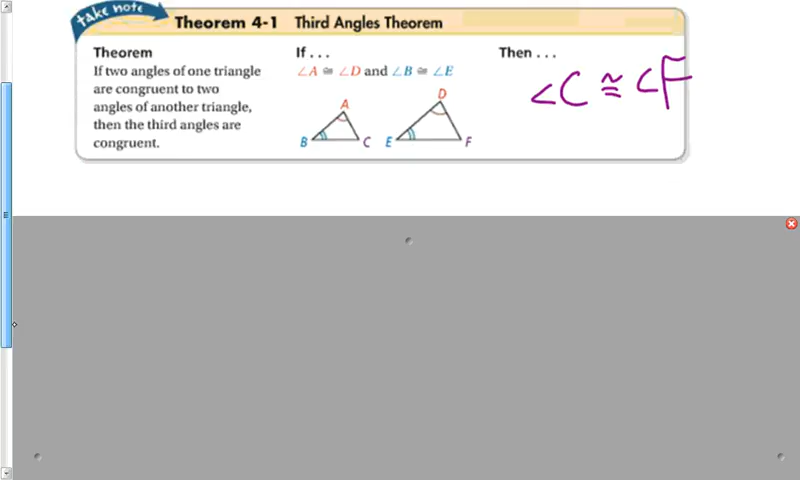 take note
Theorem 4-1 Third Angles Theorem
Theorem
If two angles of one triangle
are congruent to two
angles of another triangle,
then the third angles are
congruent.
If . . .
∠A ≅ ∠D and ∠B ≅ ∠E
A
B
C
D
E
F
Then . . .
∠C ≅ ∠F